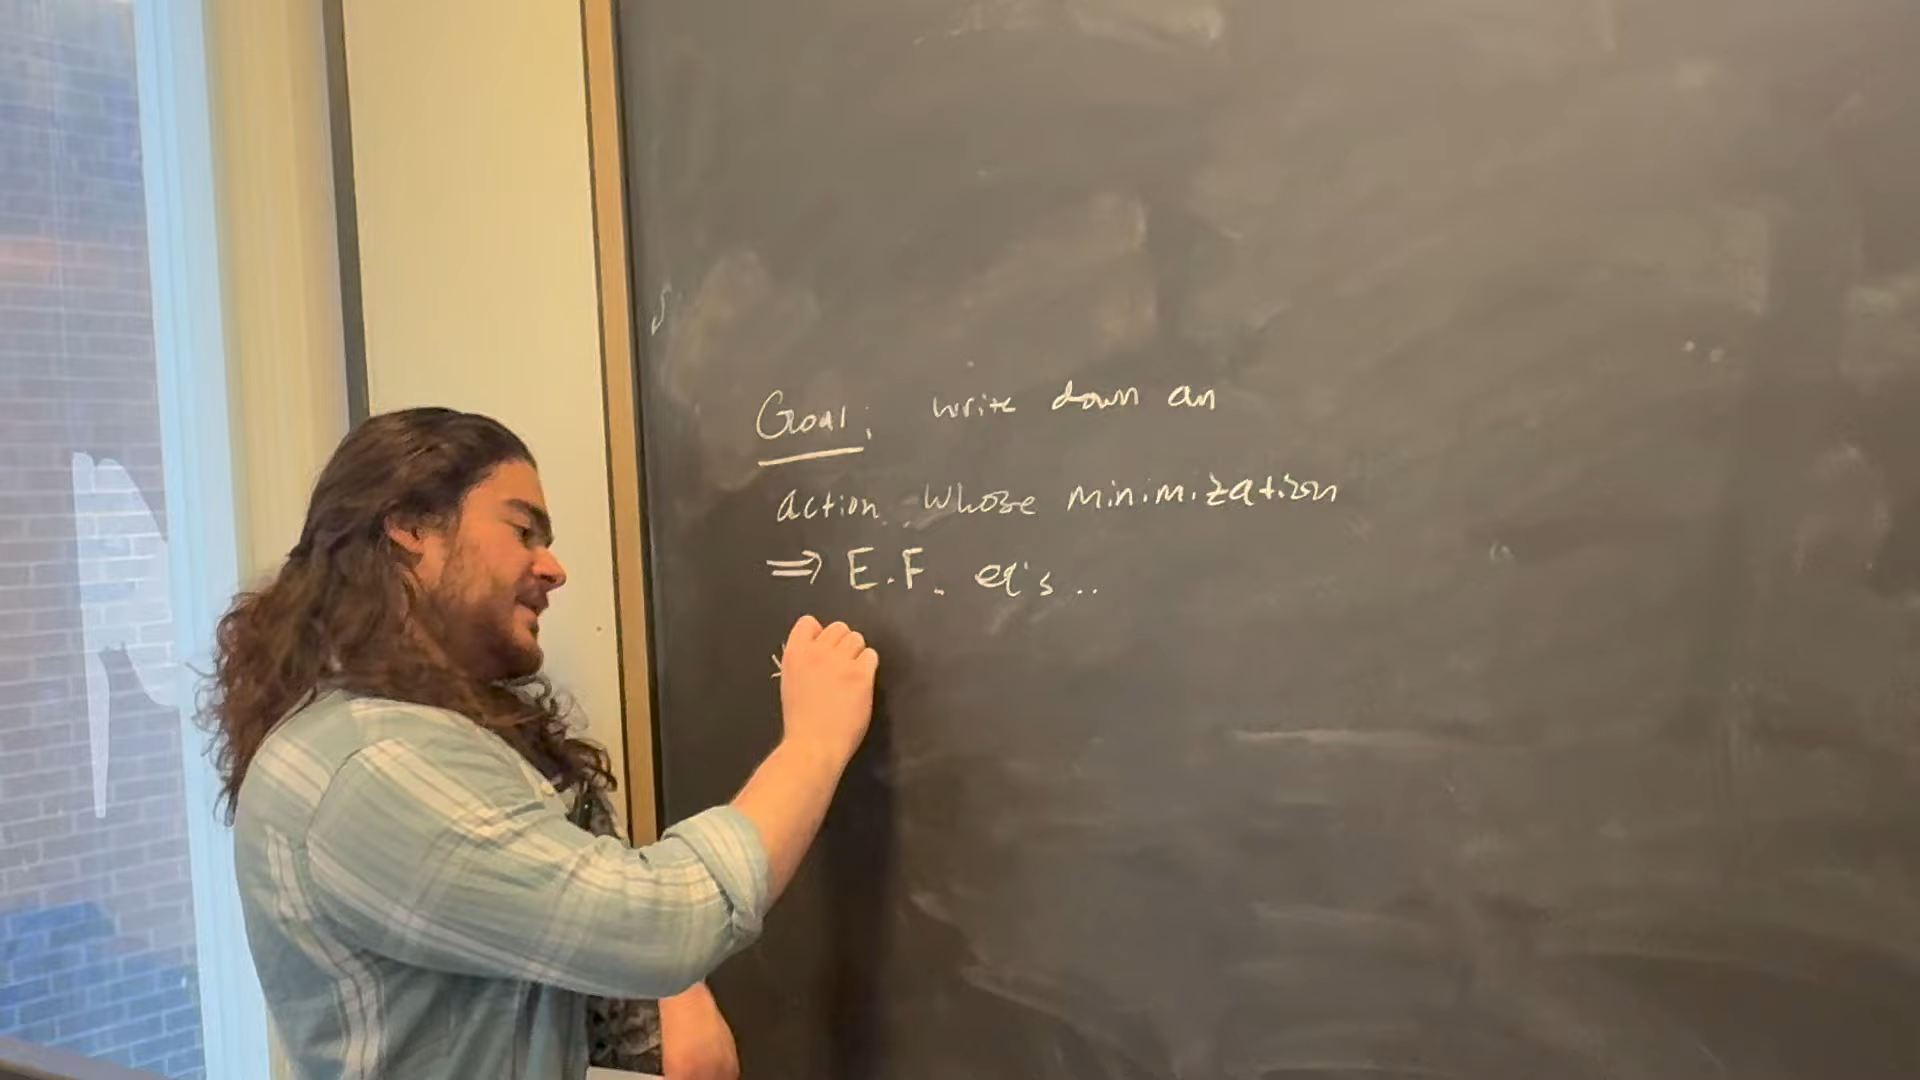 Goal: write down an
action whose minimization
⇒ E.F. eq's ..